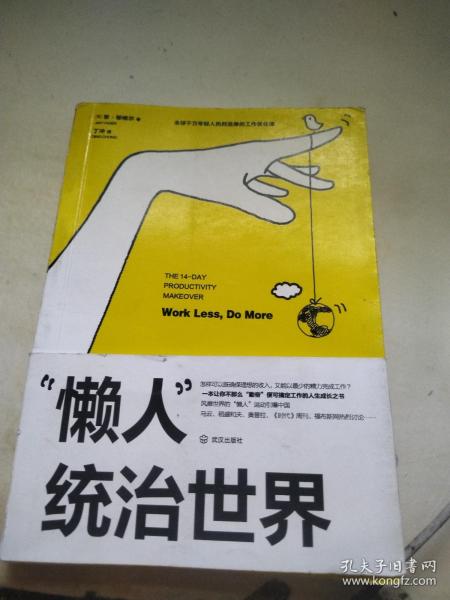 丁冲 译
全球千万年轻人热烈追捧的工作优化课
THE 14-DAY
PRODUCTIVITY
MAKEOVER
Work Less, Do More
怎样可以既确保理想的收入，又能以最少的精力完成工作？
一本让你不那么“勤奋”便可搞定工作的人生成长之书
风靡世界的“懒人”运动引爆中国
马云、稻盛和夫、奥普拉、《时代》周刊、福布斯网热烈讨论……
武汉出版社
“懒人”
统治世界
孔夫子旧书网
www.kongfz.com